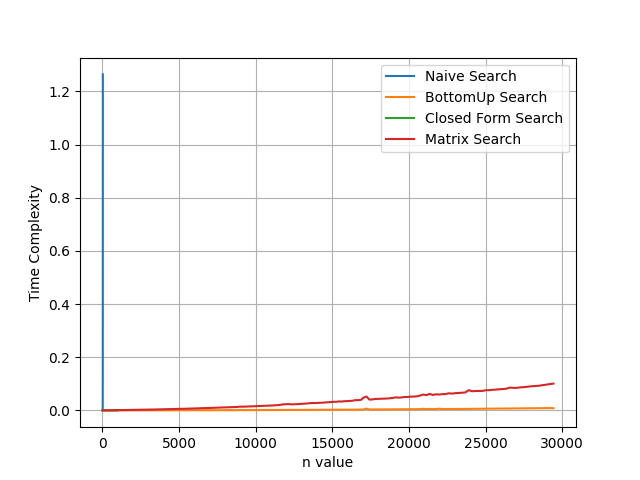 Naive Search
BottomUp Search
Closed Form Search
Matrix Search
1.2
1.0
0.8
0.6
0.4
0.2
0.0
Time Complexity
0 5000 10000 15000 20000 25000 30000
n value